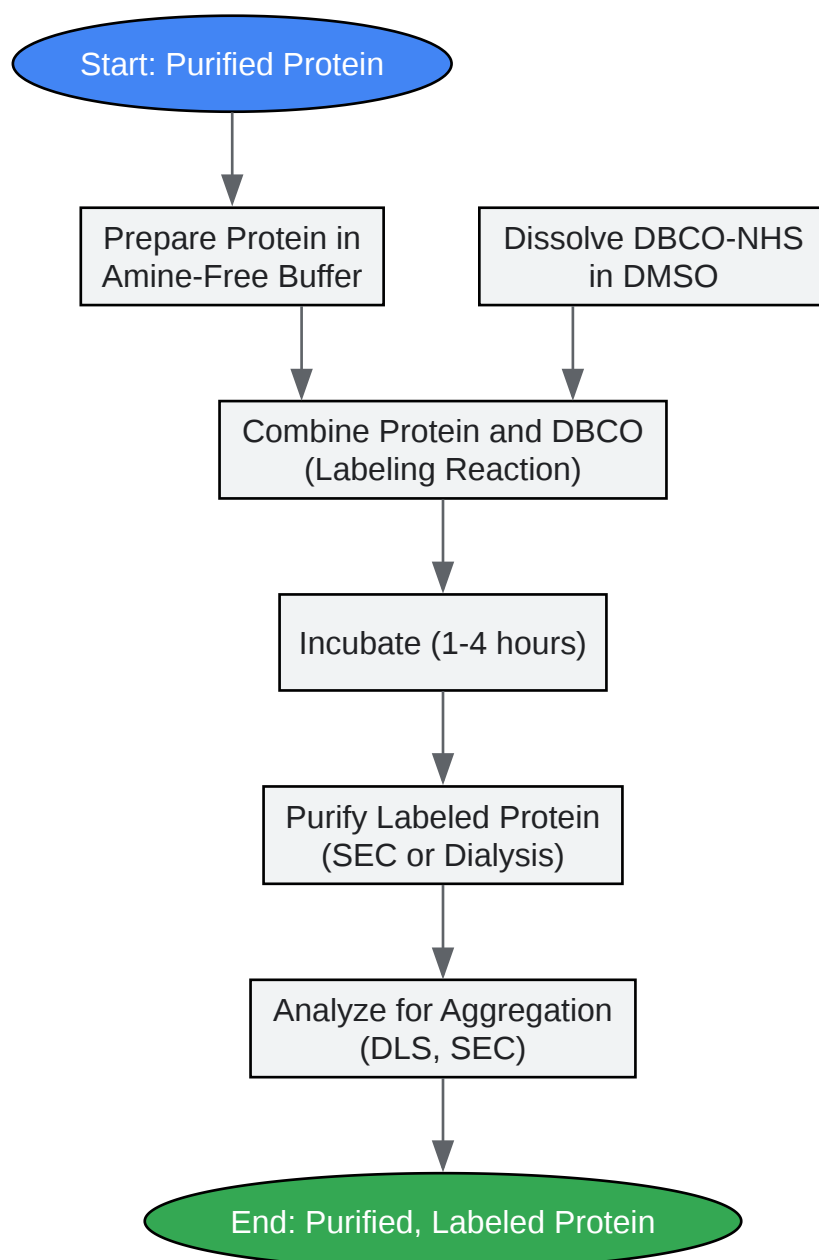 Start: Purified Protein
Prepare Protein in
Amine-Free Buffer
Dissolve DBCO-NHS
in DMSO
Combine Protein and DBCO
(Labeling Reaction)
Incubate (1-4 hours)
Purify Labeled Protein
(SEC or Dialysis)
Analyze for Aggregation
(DLS, SEC)
End: Purified, Labeled Protein